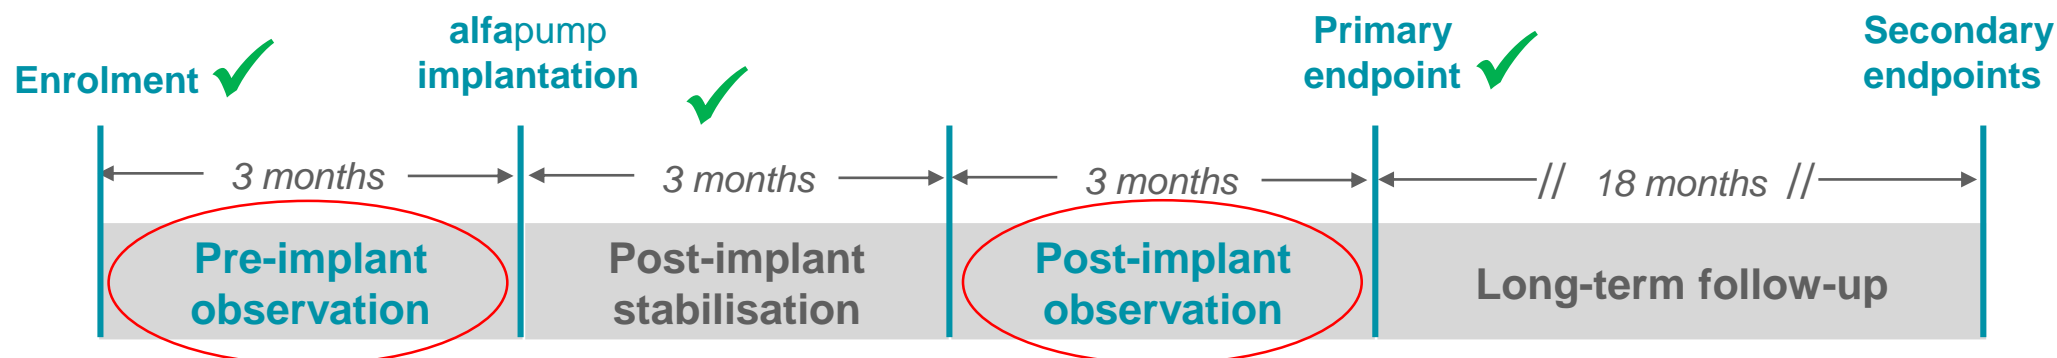 Enrolment
alfapump
implantation
Primary
endpoint
Secondary
endpoints
3 months
3 months
3 months
// 18 months //
Pre-implant
observation
Post-implant
stabilisation
Post-implant
observation
Long-term follow-up